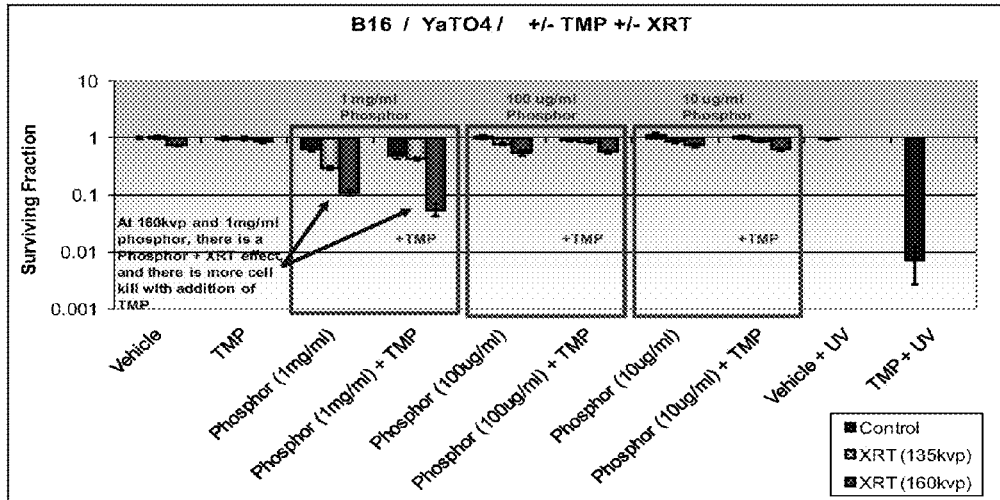 B16 / YaTO4 / +/- TMP +/- XRT
Surviving Fraction
10
1
0.1
0.01
0.001
1 mg/ml
Phosphor
100 ug/ml
Phosphor
10 ug/ml
Phosphor
At 160kvp and 1mg/ml
phosphor, there is a
Phosphor + XRT effect
and there is more cell
kill with addition of
TMP
+TMP
+TMP
+TMP
Vehicle
TMP
Phosphor (1mg/ml)
Phosphor (1mg/ml) + TMP
Phosphor (100ug/ml)
Phosphor (100ug/ml) + TMP
Phosphor (10ug/ml)
Phosphor (10ug/ml) + TMP
Vehicle + UV
TMP + UV
Control
XRT (135kvp)
XRT (160kvp)